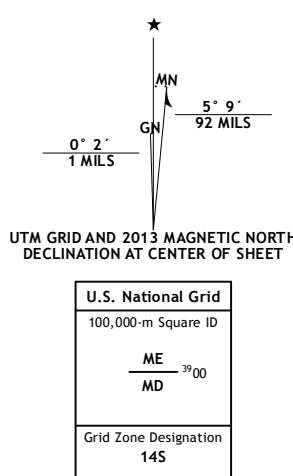 MN
5° 9´
92 MILS
GN
0° 2´
1 MILS
UTM GRID AND 2013 MAGNETIC NORTH
DECLINATION AT CENTER OF SHEET
U.S. National Grid
100,000-m Square ID
ME
3900
MD
Grid Zone Designation
14S